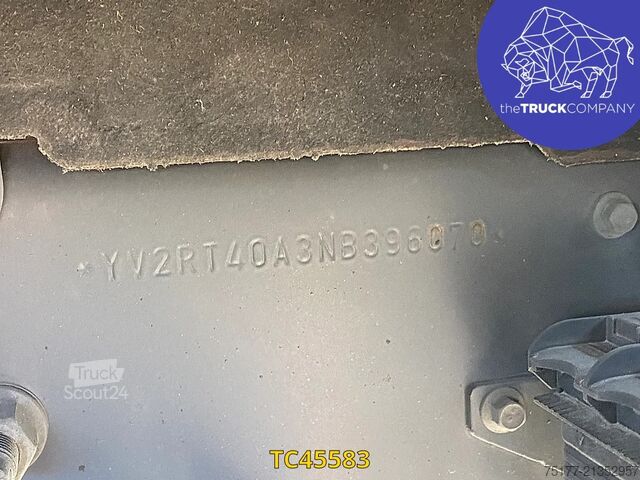 theTRUCKCOMPANY
*YV2RT40A3NB396070*
Truck
Scout24
TC45583
75177-21352957